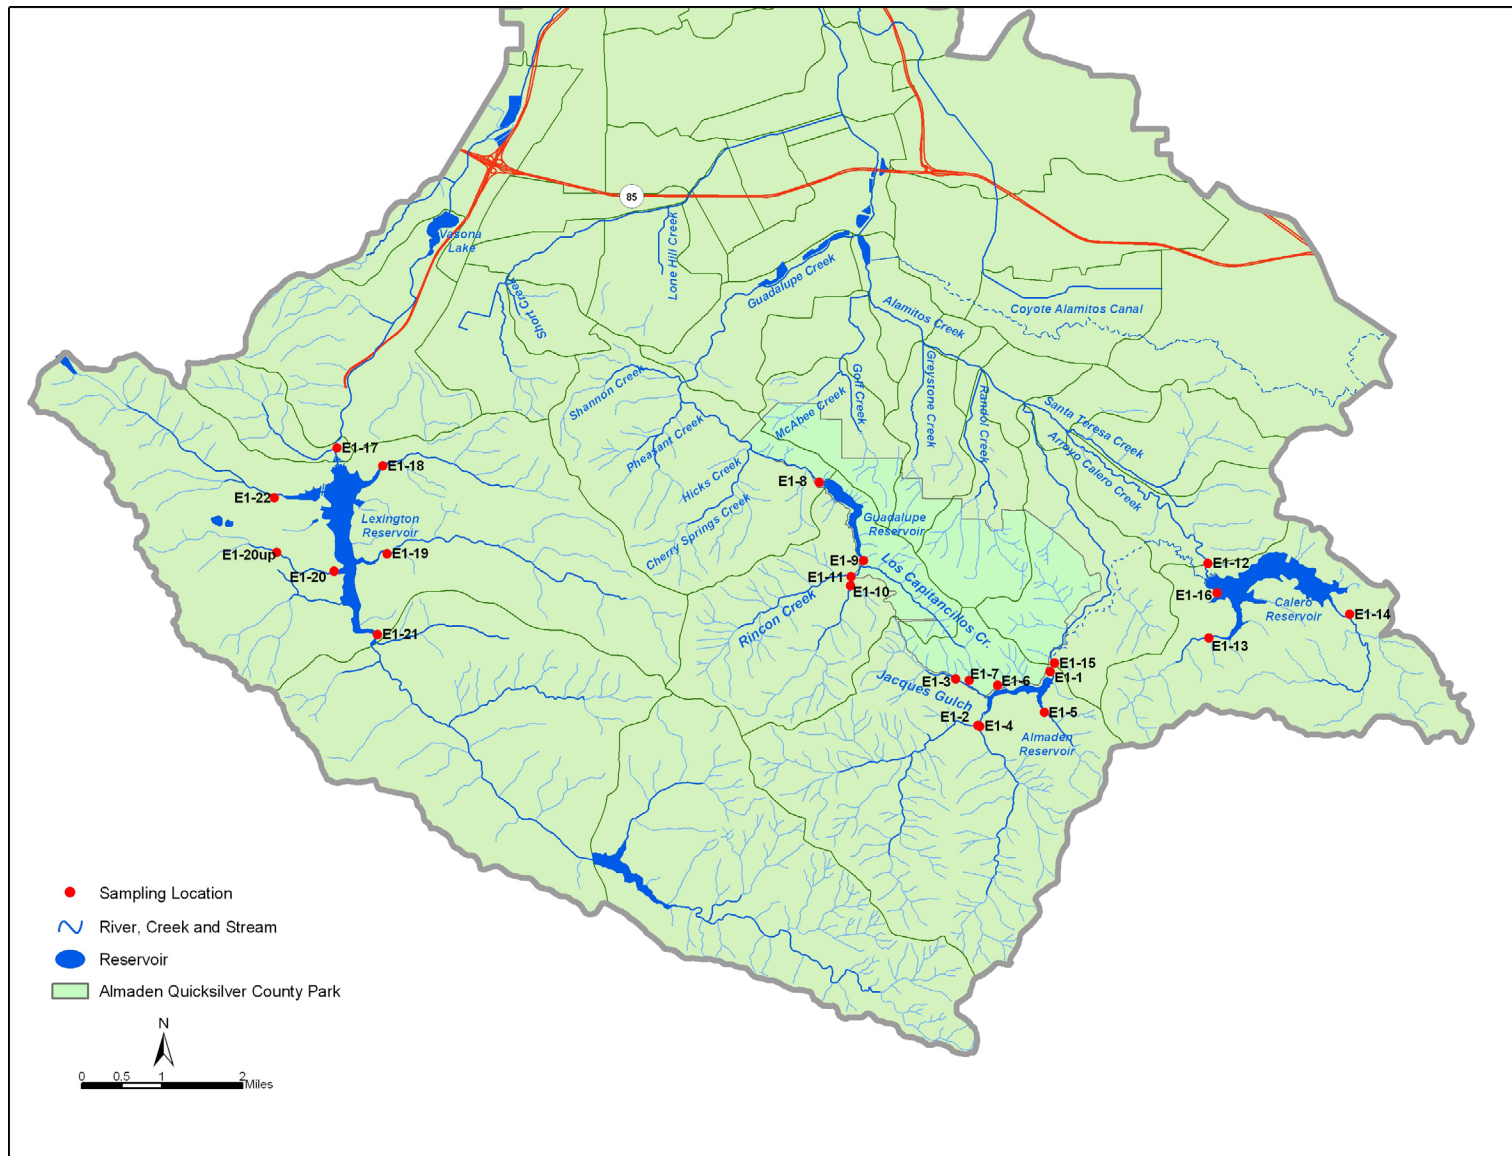 85
Vasona
Lake
Lone Hill Creek
Short Creek
Guadalupe Creek
Alamitos Creek
Coyote Alamitos Canal
Shannon Creek
Golf Creek
Greystone Creek
Randol Creek
McAbee Creek
Santa Teresa Creek
Arroyo Calero Creek
Pheasant Creek
Hicks Creek
Cherry Springs Creek
E1-17
E1-18
E1-22
Lexington
Reservoir
E1-20up
E1-19
E1-20
E1-21
E1-8
Guadalupe
Reservoir
E1-9
E1-11
E1-10
Los Capitancillos Cr.
Rincon Creek
E1-12
E1-16
Calero
Reservoir
E1-14
E1-13
E1-15
E1-1
E1-3
E1-7
E1-6
Jacques Gulch
E1-2
E1-4
E1-5
Almaden
Reservoir
Sampling Location
River, Creek and Stream
Reservoir
Almaden Quicksilver County Park
N
0 0.5 1 2
Miles